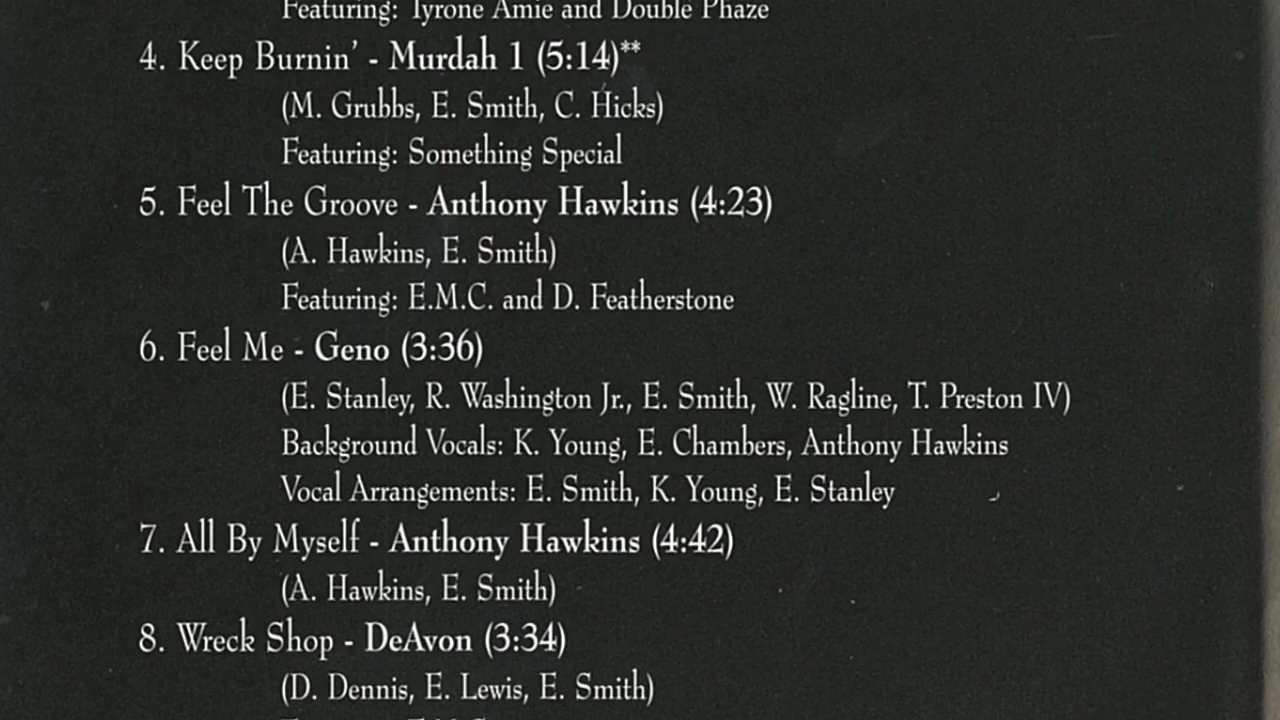 Featuring: Tyrone Amie and Double Phaze
4. Keep Burnin' - Murdah 1 (5:14)**
(M. Grubbs, E. Smith, C. Hicks)
Featuring: Something Special
5. Feel The Groove - Anthony Hawkins (4:23)
(A. Hawkins, E. Smith)
Featuring: E.M.C. and D. Featherstone
6. Feel Me - Geno (3:36)
(E. Stanley, R. Washington Jr., E. Smith, W. Ragline, T. Preston IV)
Background Vocals: K. Young, E. Chambers, Anthony Hawkins
Vocal Arrangements: E. Smith, K. Young, E. Stanley
7. All By Myself - Anthony Hawkins (4:42)
(A. Hawkins, E. Smith)
8. Wreck Shop - DeAvon (3:34)
(D. Dennis, E. Lewis, E. Smith)